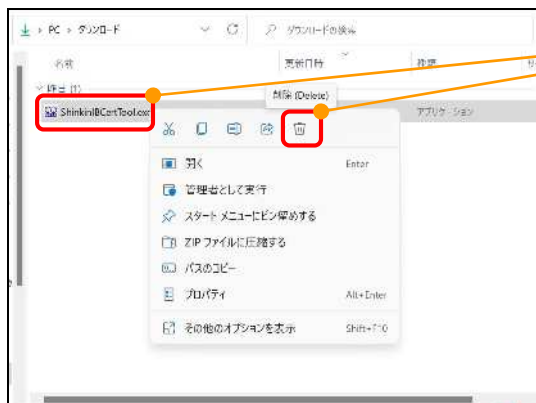 PC › ダウンロード
ダウンロードの検索
名前
更新日時
種類
昨日 (1)
削除 (Delete)
ShinkinIBCertTool.exe
アプリケーション
開く Enter
管理者として実行
スタート メニューにピン留めする
ZIP ファイルに圧縮する
パスのコピー
プロパティ Alt+Enter
その他のオプションを表示 Shift+F10